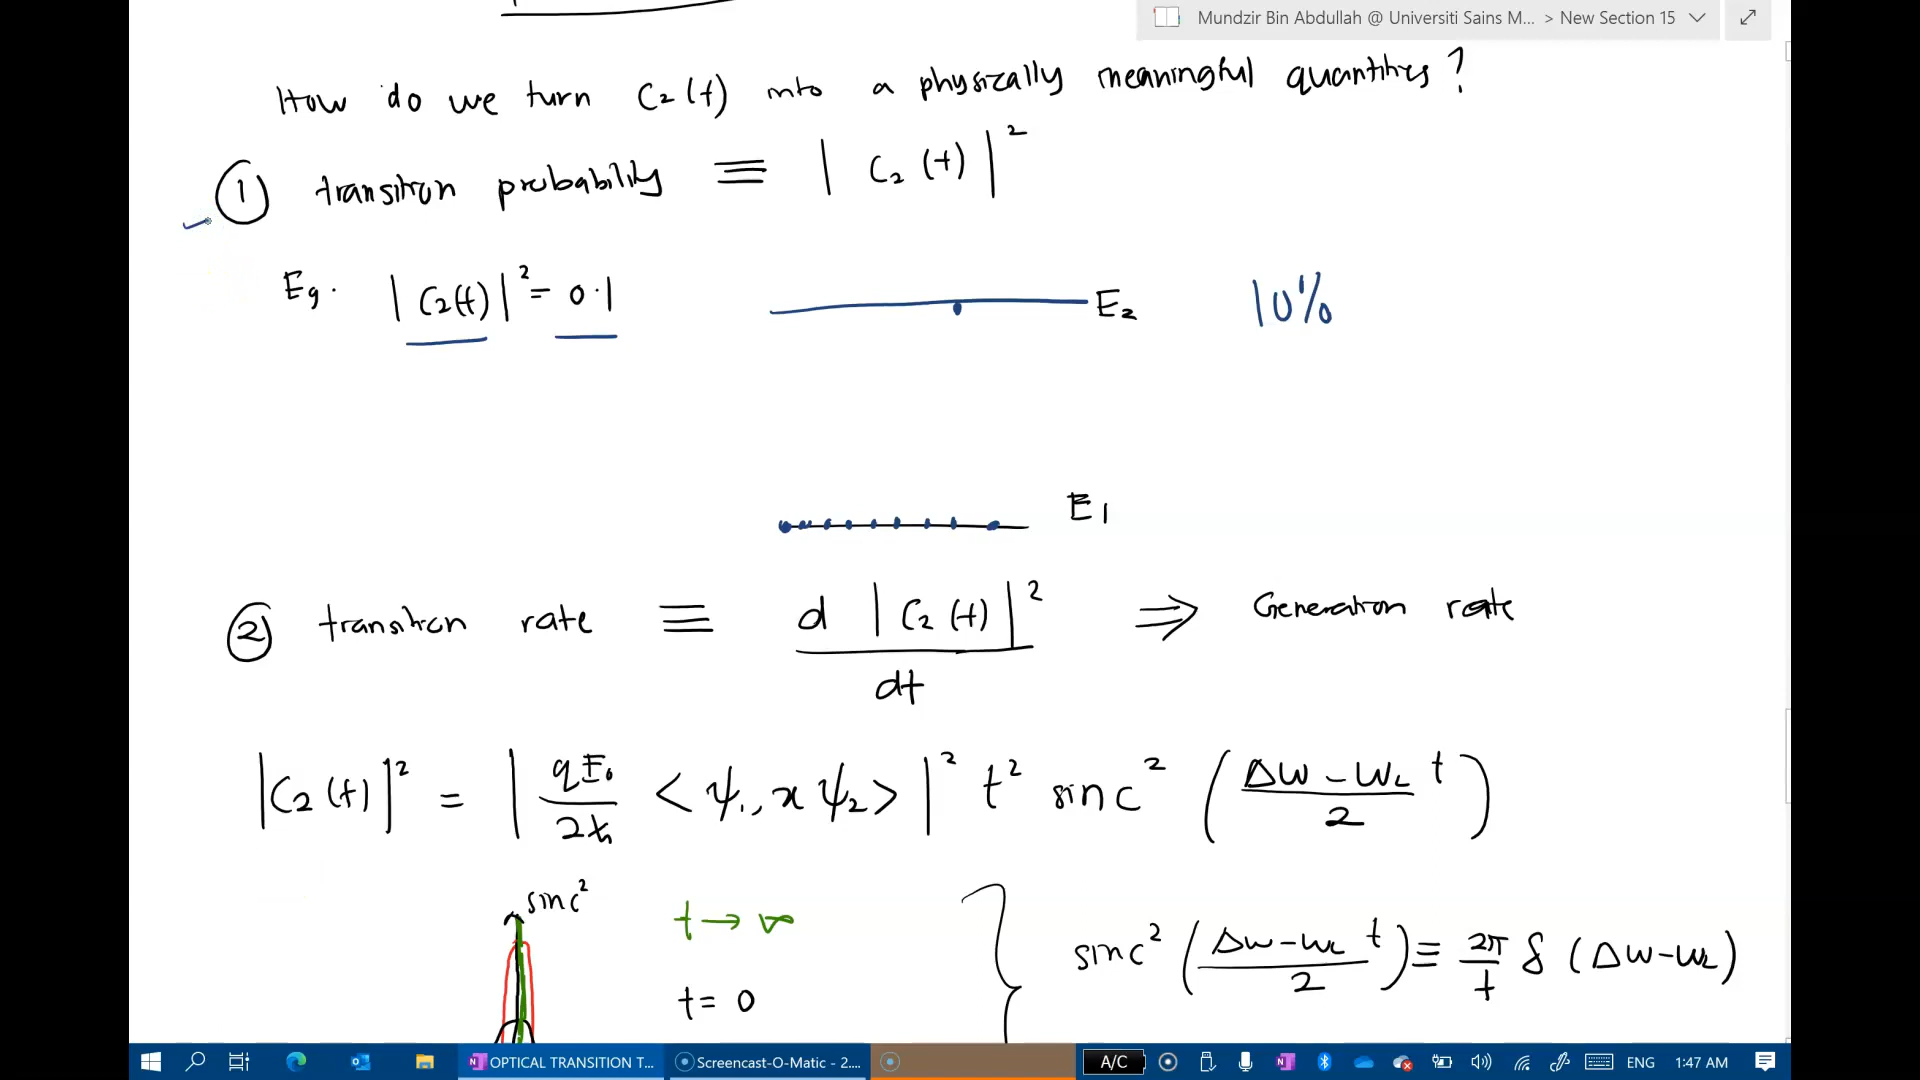 Mundzir Bin Abdullah @ Universiti Sains M... > New Section 15
How do we turn C₂(t) into a physically meaningful quantities?
① transition probability ≡ |C₂(t)|²
Eg. |C₂(t)|² = 0.1
E₂
10%
E₁
② transition rate ≡ d|C₂(t)|²/dt ⇒ Generation rate
|C₂(t)|² = |qE₀/2ħ <ψ₁, x ψ₂>|² t² sinc² (Δω - ω_L/2 t)
sinc²
t → ∞
sinc² (Δω - ω_L/2 t) ≡ 2π/t δ (Δω - ω_L)
t = 0
OPTICAL TRANSITION T...
Screencast-O-Matic - 2....
A/C
ENG
1:47 AM